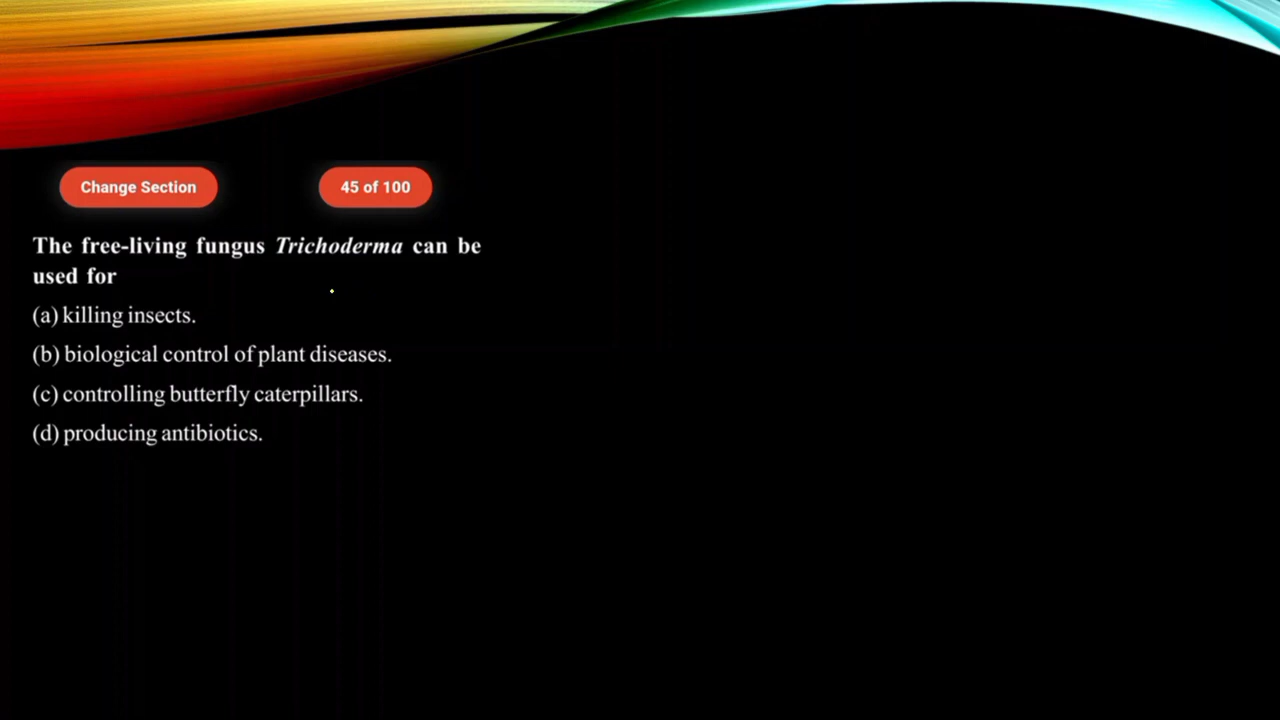 Change Section
45 of 100
The free-living fungus Trichoderma can be
used for
(a) killing insects.
(b) biological control of plant diseases.
(c) controlling butterfly caterpillars.
(d) producing antibiotics.